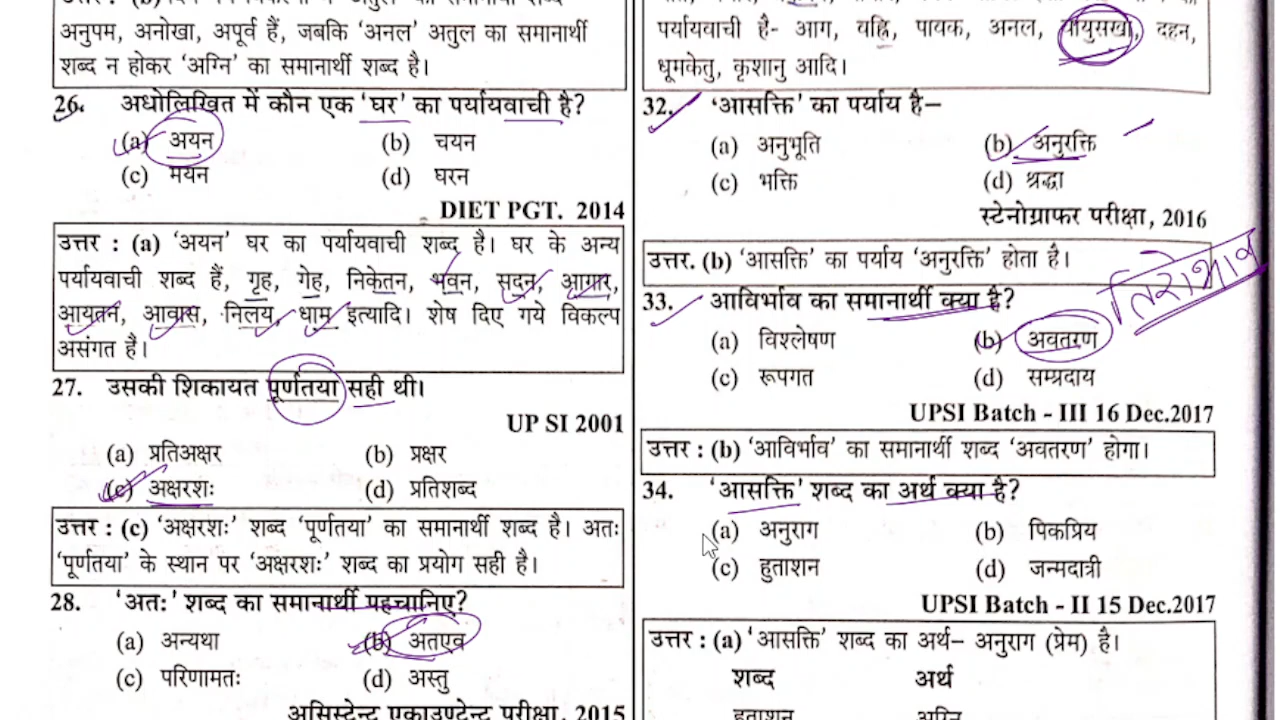 अनुपम, अनोखा, अपूर्व हैं, जबकि 'अनल' अतुल का समानार्थी
शब्द न होकर 'अग्नि' का समानार्थी शब्द है।
26. अधोलिखित में कौन एक 'घर' का पर्यायवाची है?
(a) अयन (b) चयन
(c) मयन (d) घरन
DIET PGT. 2014
उत्तर : (a) 'अयन' घर का पर्यायवाची शब्द है। घर के अन्य
पर्यायवाची शब्द हैं, गृह, गेह, निकेतन, भवन, सदन, आगार,
आयतन, आवास, निलय, धाम इत्यादि। शेष दिए गये विकल्प
असंगत हैं।
27. उसकी शिकायत पूर्णतया सही थी।
UP SI 2001
(a) प्रतिअक्षर (b) प्रक्षर
(c) अक्षरशः (d) प्रतिशब्द
उत्तर : (c) 'अक्षरशः' शब्द 'पूर्णतया' का समानार्थी शब्द है। अतः
'पूर्णतया' के स्थान पर 'अक्षरशः' शब्द का प्रयोग सही है।
28. 'अतः' शब्द का समानार्थी पहचानिए?
(a) अन्यथा (b) अतएव
(c) परिणामतः (d) अस्तु
असिस्टेन्ट एकाउण्टेन्ट परीक्षा, 2015
पर्यायवाची है- आग, वह्नि, पावक, अनल, वायुसखा, दहन,
धूमकेतु, कृशानु आदि।
32. 'आसक्ति' का पर्याय है–
(a) अनुभूति (b) अनुरक्ति
(c) भक्ति (d) श्रद्धा
स्टेनोग्राफर परीक्षा, 2016
उत्तर. (b) 'आसक्ति' का पर्याय 'अनुरक्ति' होता है।
तिरोभाव
33. आविर्भाव का समानार्थी क्या है?
(a) विश्लेषण (b) अवतरण
(c) रूपगत (d) सम्प्रदाय
UPSI Batch - III 16 Dec.2017
उत्तर : (b) 'आविर्भाव' का समानार्थी शब्द 'अवतरण' होगा।
34. 'आसक्ति' शब्द का अर्थ क्या है?
(a) अनुराग (b) पिकप्रिय
(c) हुताशन (d) जन्मदात्री
UPSI Batch - II 15 Dec.2017
उत्तर : (a) 'आसक्ति' शब्द का अर्थ– अनुराग (प्रेम) है।
शब्द अर्थ
हुताशन अग्नि